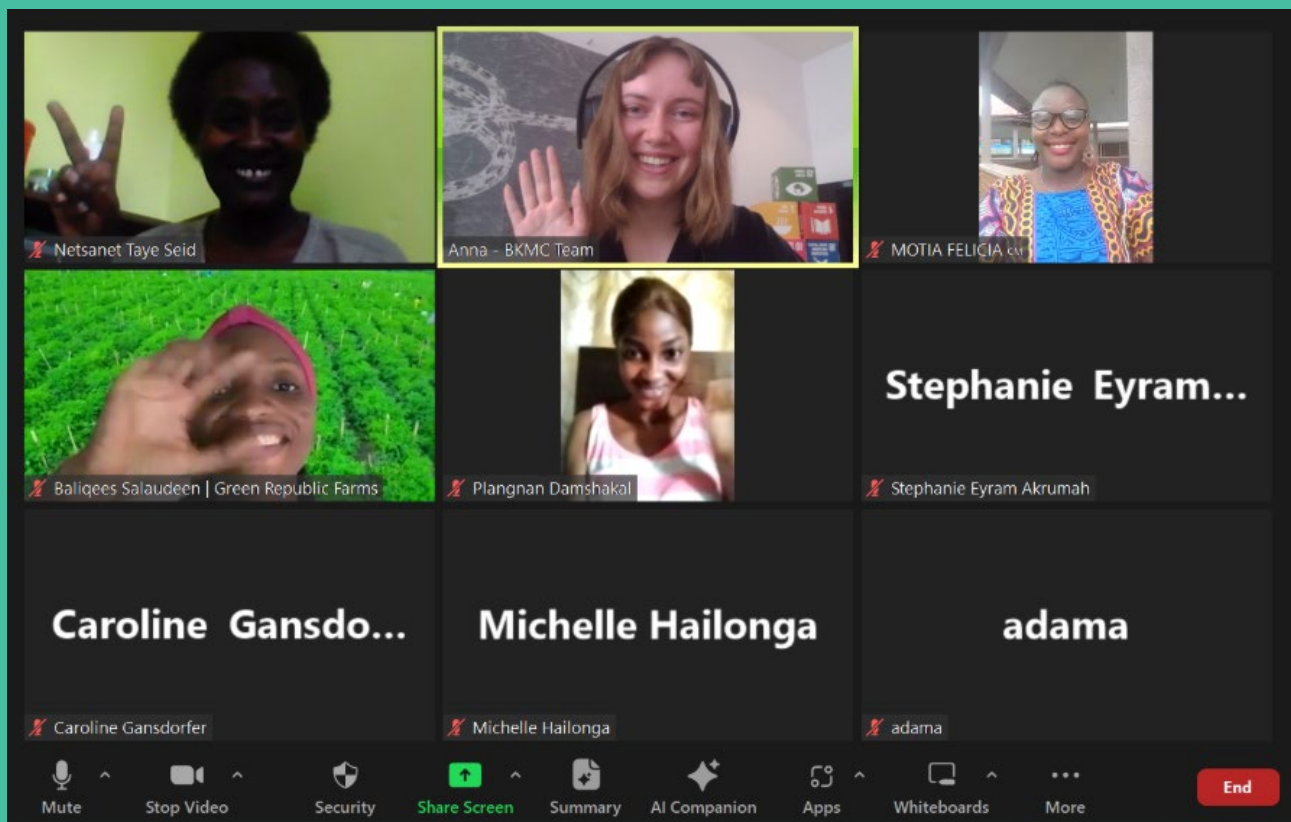 Netsanet Taye Seid
Anna - BKMC Team
MOTIA FELICIA CM
Baliqees Salaudeen | Green Republic Farms
Plangnan Damshakal
Stephanie Eyram...
Stephanie Eyram Akrumah
Caroline Gansdo...
Michelle Hailonga
adama
Caroline Gansdorfer
Michelle Hailonga
adama
Mute
Stop Video
Security
Share Screen
Summary
AI Companion
Apps
Whiteboards
More
End